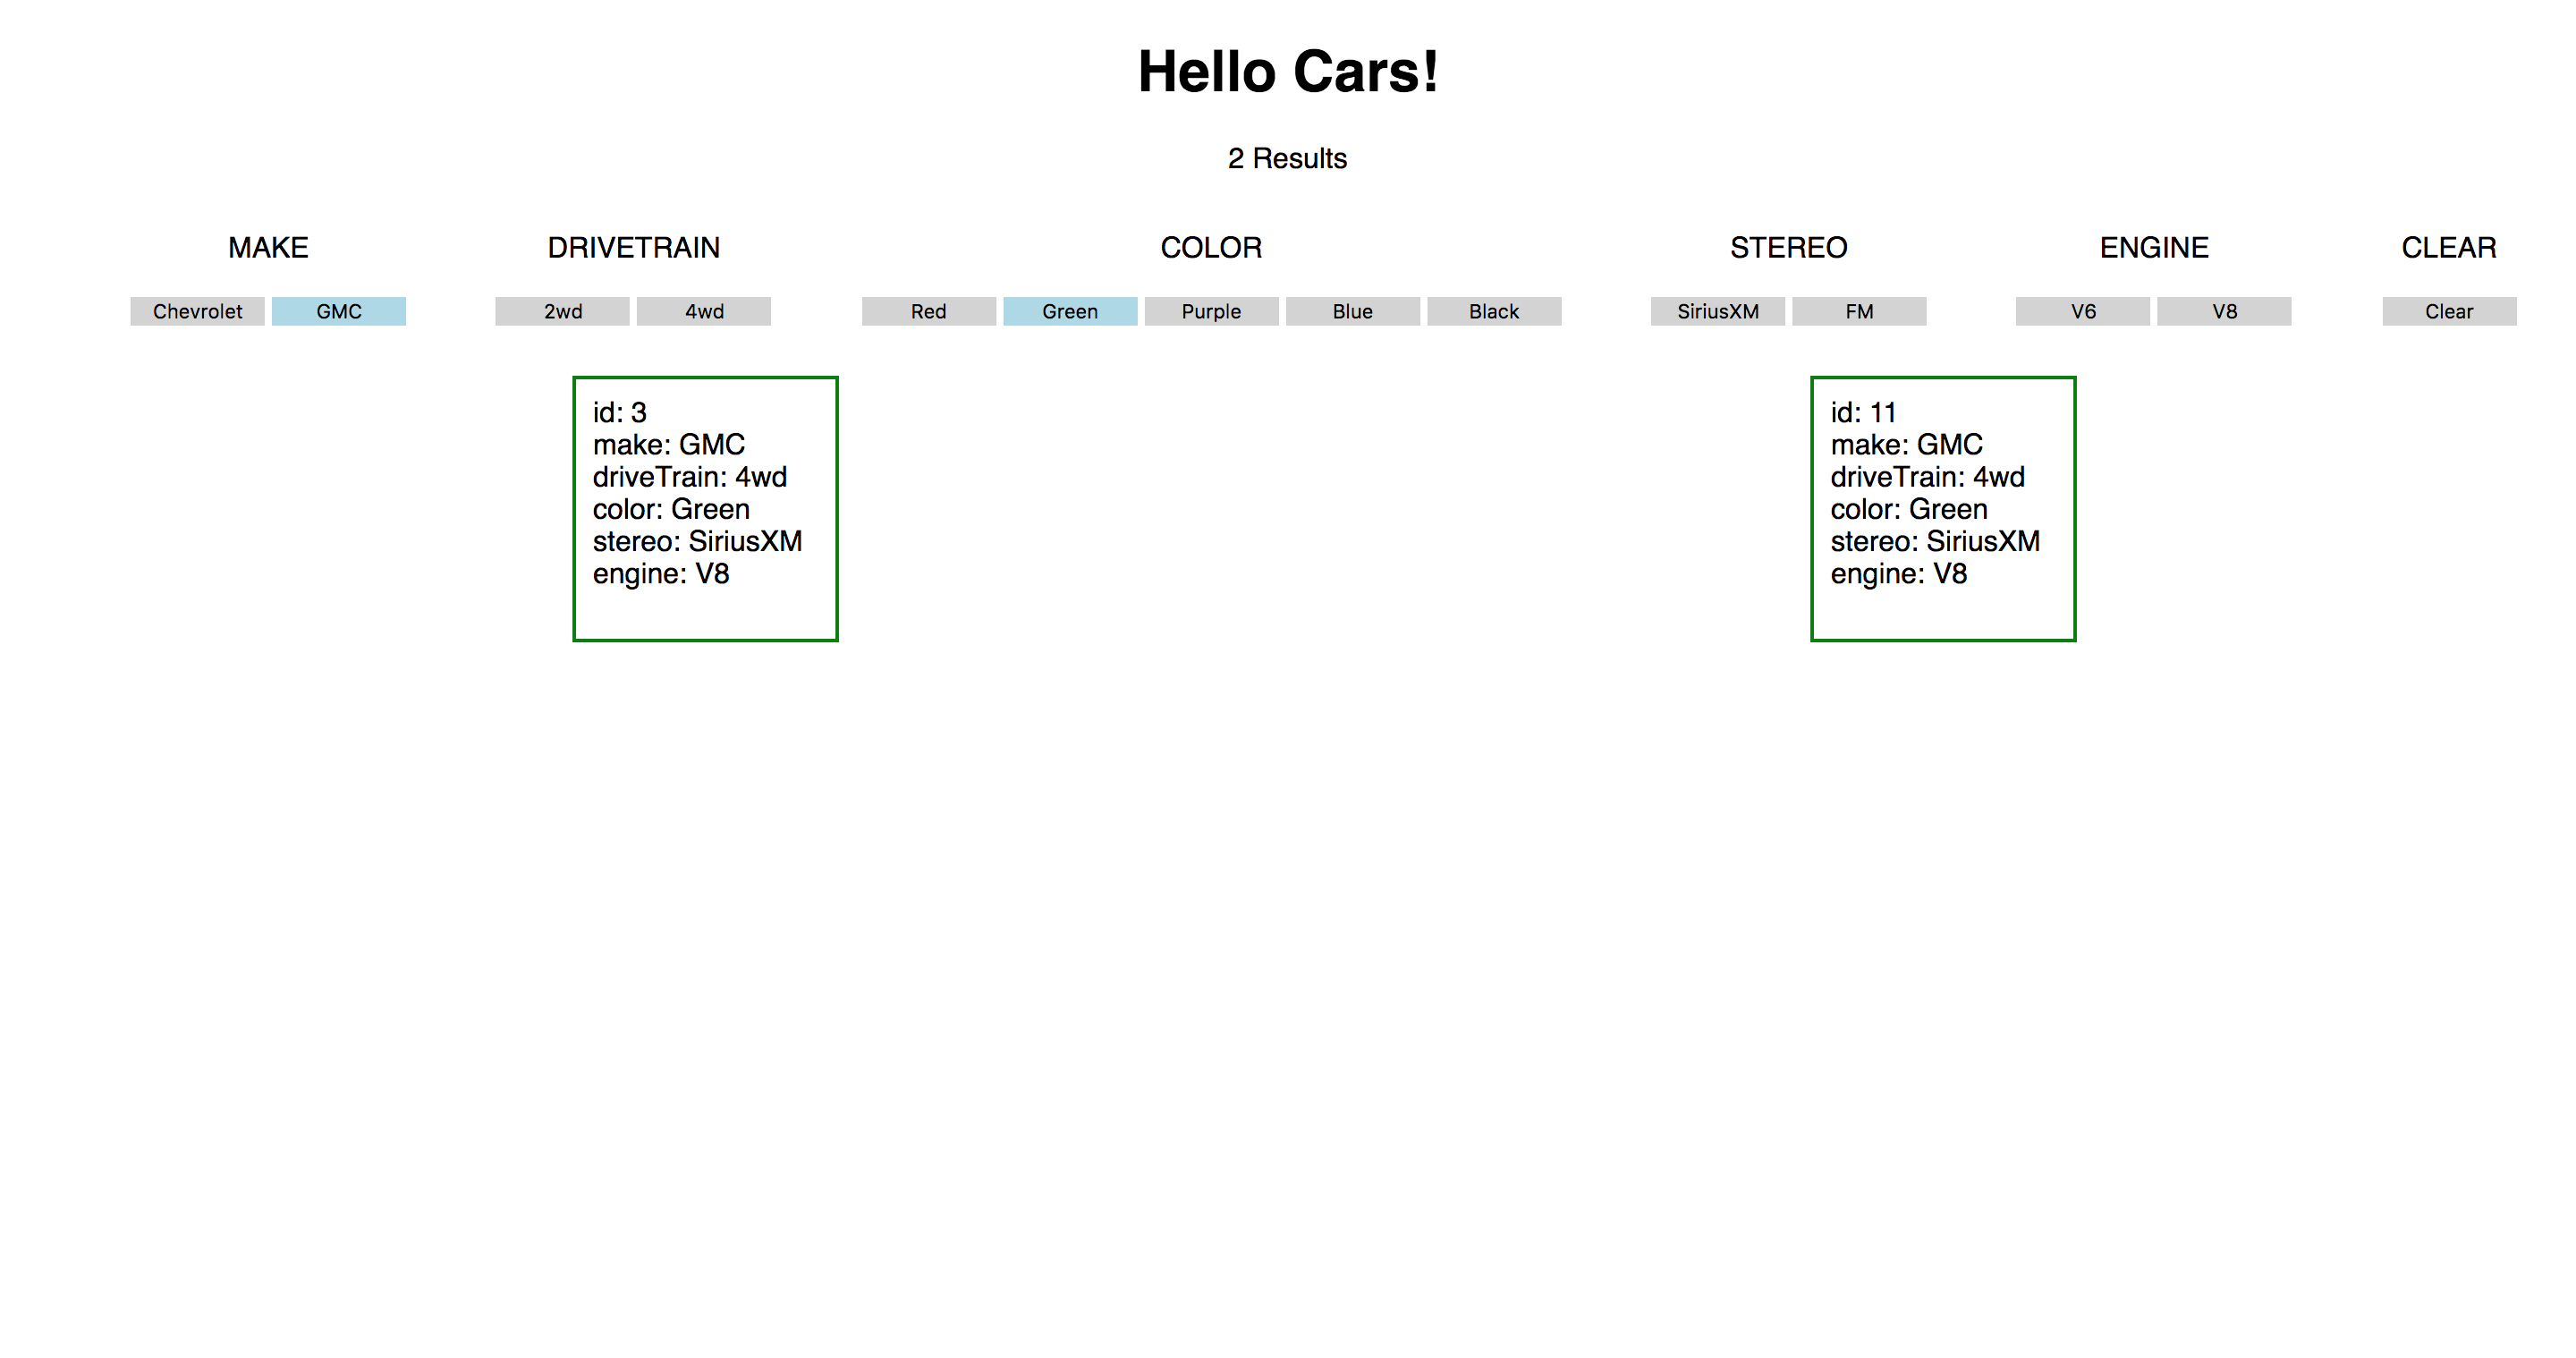 Hello Cars!
2 Results
MAKE
DRIVETRAIN
COLOR
STEREO
ENGINE
CLEAR
Chevrolet
GMC
2wd
4wd
Red
Green
Purple
Blue
Black
SiriusXM
FM
V6
V8
Clear
id: 3
make: GMC
driveTrain: 4wd
color: Green
stereo: SiriusXM
engine: V8
id: 11
make: GMC
driveTrain: 4wd
color: Green
stereo: SiriusXM
engine: V8